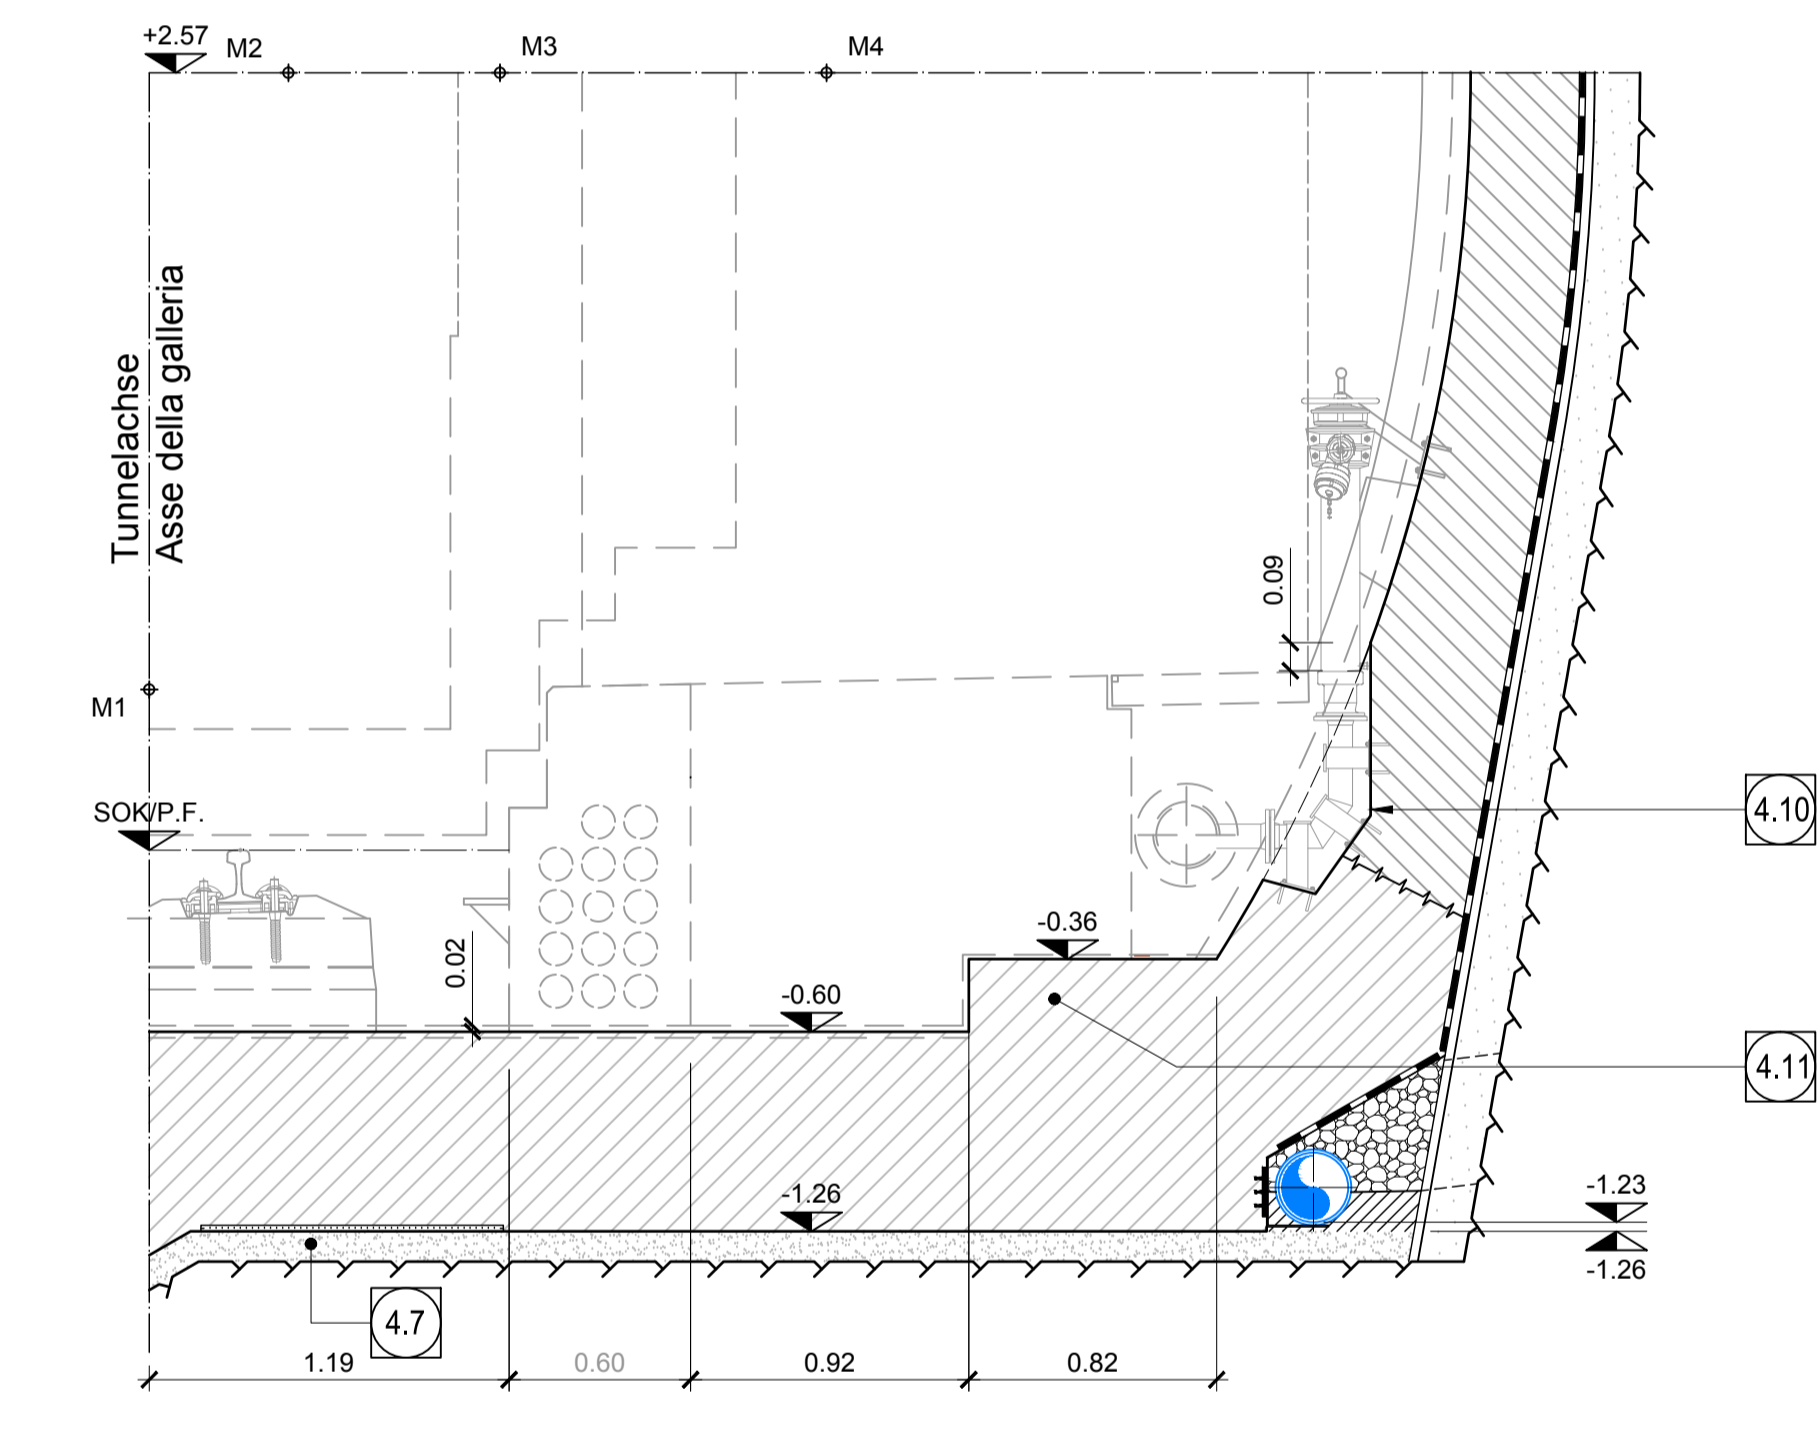 +2.57
M2
M3
M4
Tunnelachse
Asse della galleria
0.09
M1
SOK/P.F.
4.10
-0.36
0.02
-0.60
4.11
-1.26
-1.23
-1.26
4.7
1.19
0.60
0.92
0.82